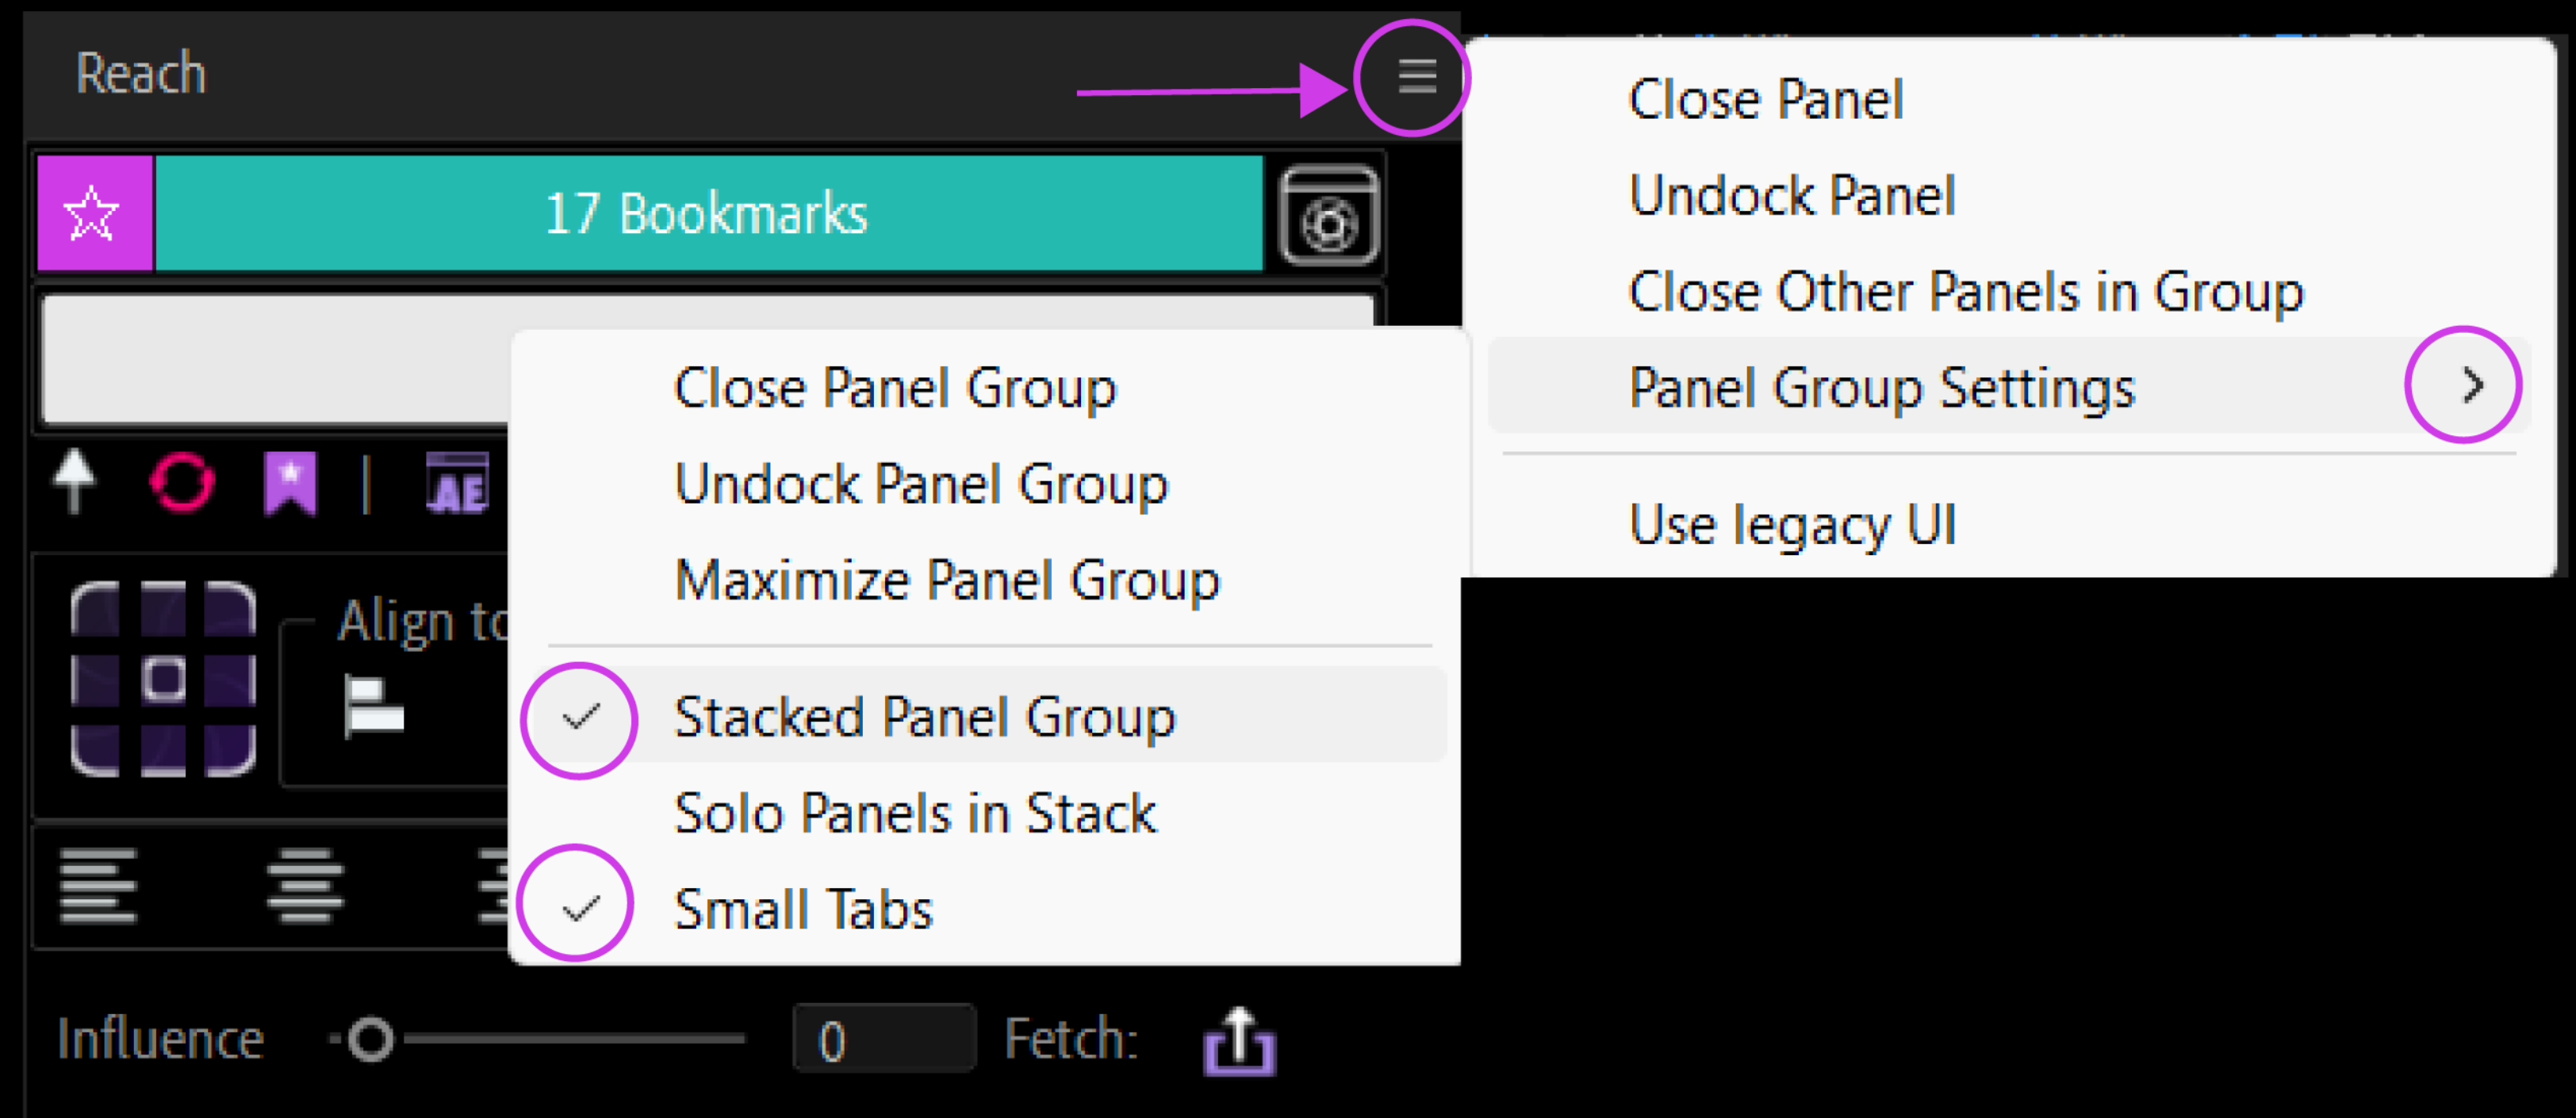 Reach
17 Bookmarks
Close Panel
Undock Panel
Close Other Panels in Group
Panel Group Settings
Use legacy UI
Close Panel Group
Undock Panel Group
Maximize Panel Group
Stacked Panel Group
Solo Panels in Stack
Small Tabs
AE
Align to
Influence
0
Fetch: